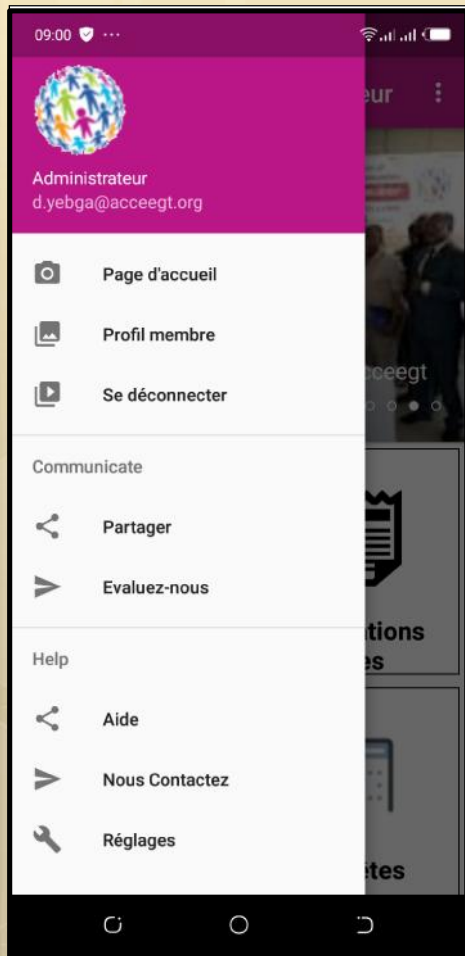 09:00
eur
Administrateur
d.yebga@acceegt.org
Page d'accueil
Profil membre
cceegt
Se déconnecter
Communicate
Partager
Evaluez-nous
tions
es
Help
Aide
Nous Contactez
Réglages
êtes